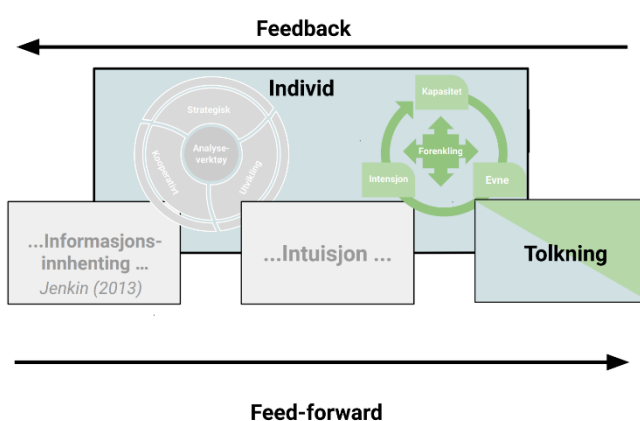 Feedback
Individ
Strategisk
Analyse-
verktøy
Kooperativt
Utvikling
Kapasitet
Forenkling
Intensjon
Evne
...Informasjons-
innhenting ...
Jenkin (2013)
...Intuisjon ...
Tolkning
Feed-forward